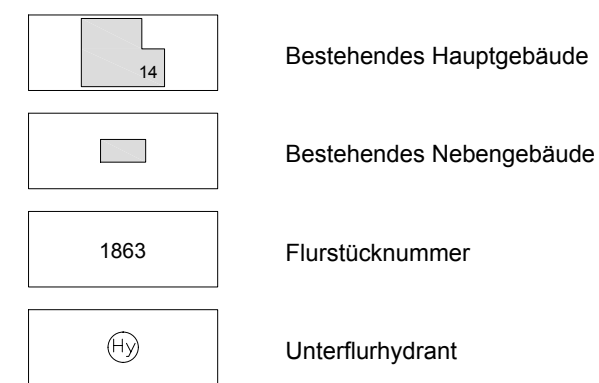 14 Bestehendes Hauptgebäude
Bestehendes Nebengebäude
1863 Flurstücknummer
Hy Unterflurhydrant